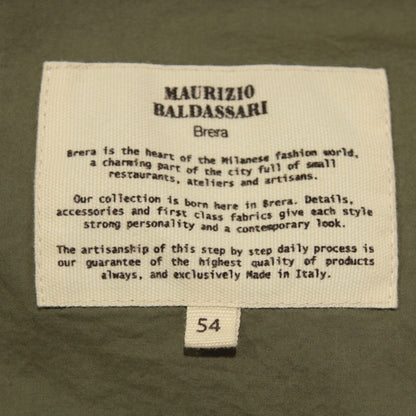 MAURIZIO
BALDASSARI
Brera
Brera is the heart of the Milanese fashion world,
a charming part of the city full of small
restaurants, ateliers and artisans.
Our collection is born here in Brera. Details,
accessories and first class fabrics give each style
strong personality and a contemporary look.
The artisanship of this step by step daily process is
our guarantee of the highest quality of products
always, and exclusively Made in Italy.
54